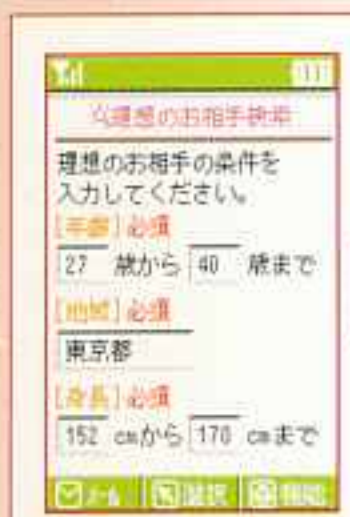 理想のお相手検索
理想のお相手の条件を
入力してください。
[年齢]必須
27 歳から 40 歳まで
[地域]必須
東京都
[身長]必須
152 cmから 170 cmまで
メール 選択 機能